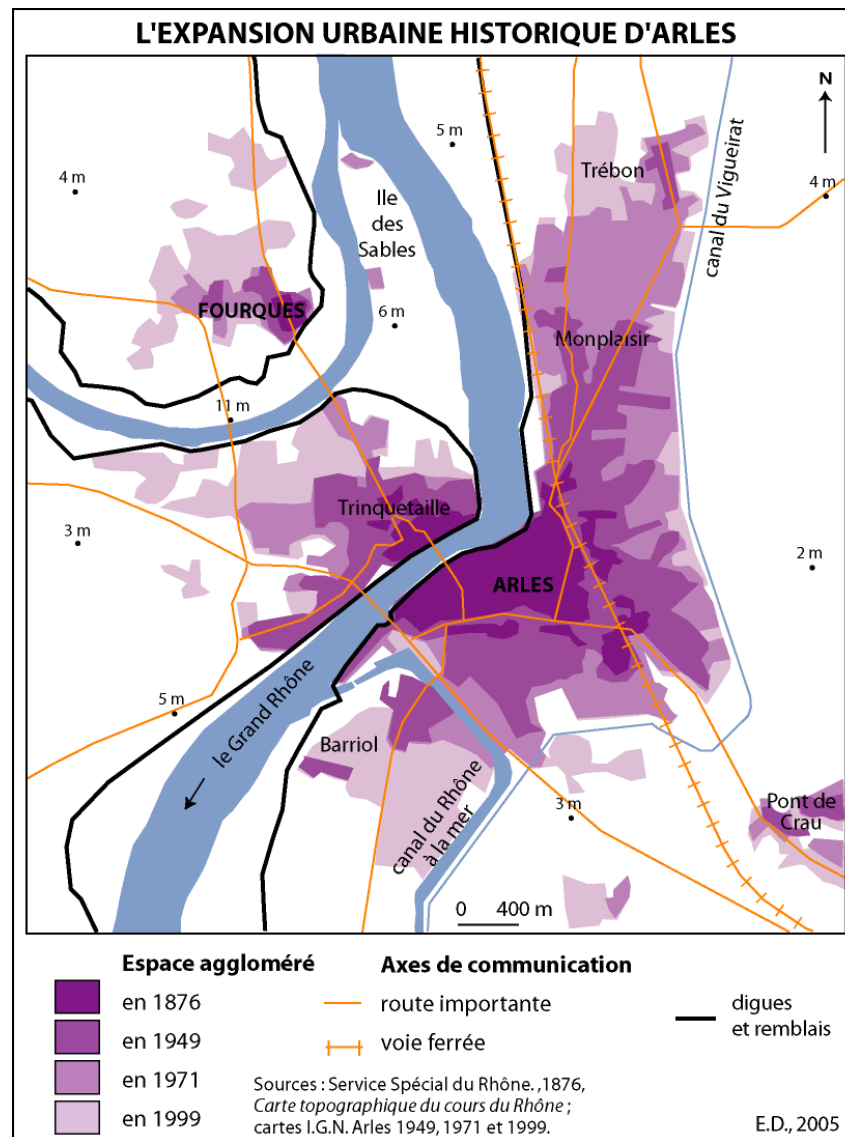 L'EXPANSION URBAINE HISTORIQUE D'ARLES
N
5 m
4 m
Trébon
4 m
Ile
des
Sables
canal du Vigueirat
FOURQUES
6 m
Monplaisir
11 m
Trinquetaille
3 m
ARLES
2 m
5 m
le Grand Rhône
Barriol
canal du Rhône
à la mer
3 m
Pont de
Crau
0 400 m
Espace aggloméré
en 1876
en 1949
en 1971
en 1999
Axes de communication
route importante
voie ferrée
digues
et remblais
Sources : Service Spécial du Rhône. ,1876,
Carte topographique du cours du Rhône ;
cartes I.G.N. Arles 1949, 1971 et 1999.
E.D., 2005